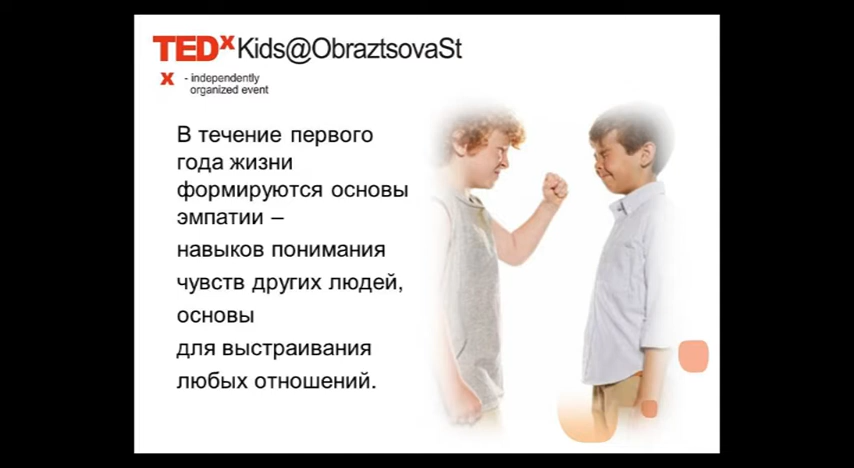 TEDxKids@ObraztsovaSt
x - independently
organized event
В течение первого
года жизни
формируются основы
эмпатии –
навыков понимания
чувств других людей,
основы
для выстраивания
любых отношений.